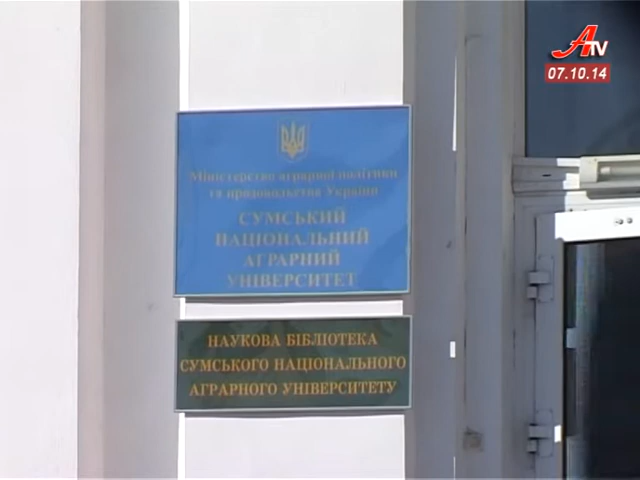 ATV
07.10.14
Міністерство аграрної політики
та продовольства України
СУМСЬКИЙ
НАЦІОНАЛЬНИЙ
АГРАРНИЙ
УНІВЕРСИТЕТ
НАУКОВА БІБЛІОТЕКА
СУМСЬКОГО НАЦІОНАЛЬНОГО
АГРАРНОГО УНІВЕРСИТЕТУ